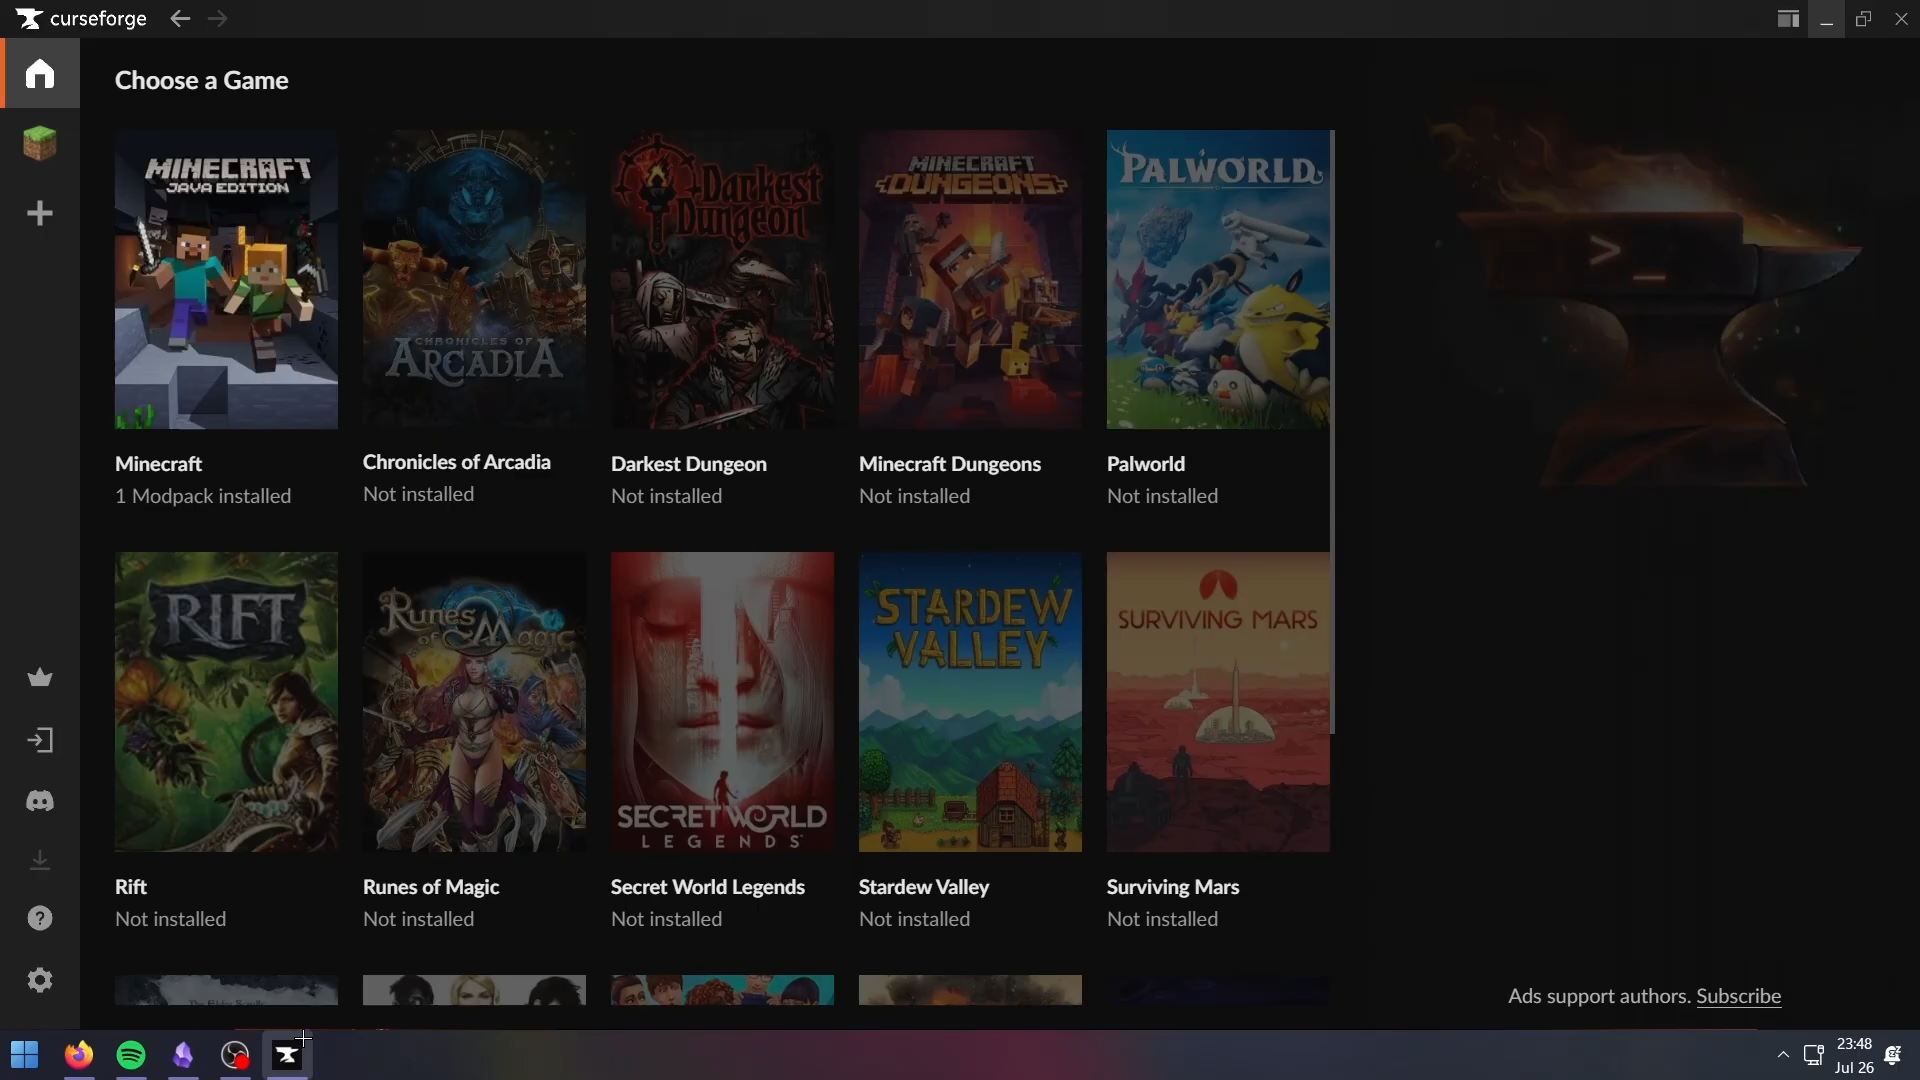 curseforge
Choose a Game
MINECRAFT
JAVA EDITION
CHRONICLES OF
ARCADIA
Darkest
Dungeon
MINECRAFT
DUNGEONS
PALWORLD
>_
Minecraft
1 Modpack installed
Chronicles of Arcadia
Not installed
Darkest Dungeon
Not installed
Minecraft Dungeons
Not installed
Palworld
Not installed
RIFT
Runes
of Magic
SECRET WORLD
LEGENDS
STARDEW
VALLEY
SURVIVING MARS
Rift
Not installed
Runes of Magic
Not installed
Secret World Legends
Not installed
Stardew Valley
Not installed
Surviving Mars
Not installed
The Elder Scrolls
Ads support authors. Subscribe
23:48
Jul 26